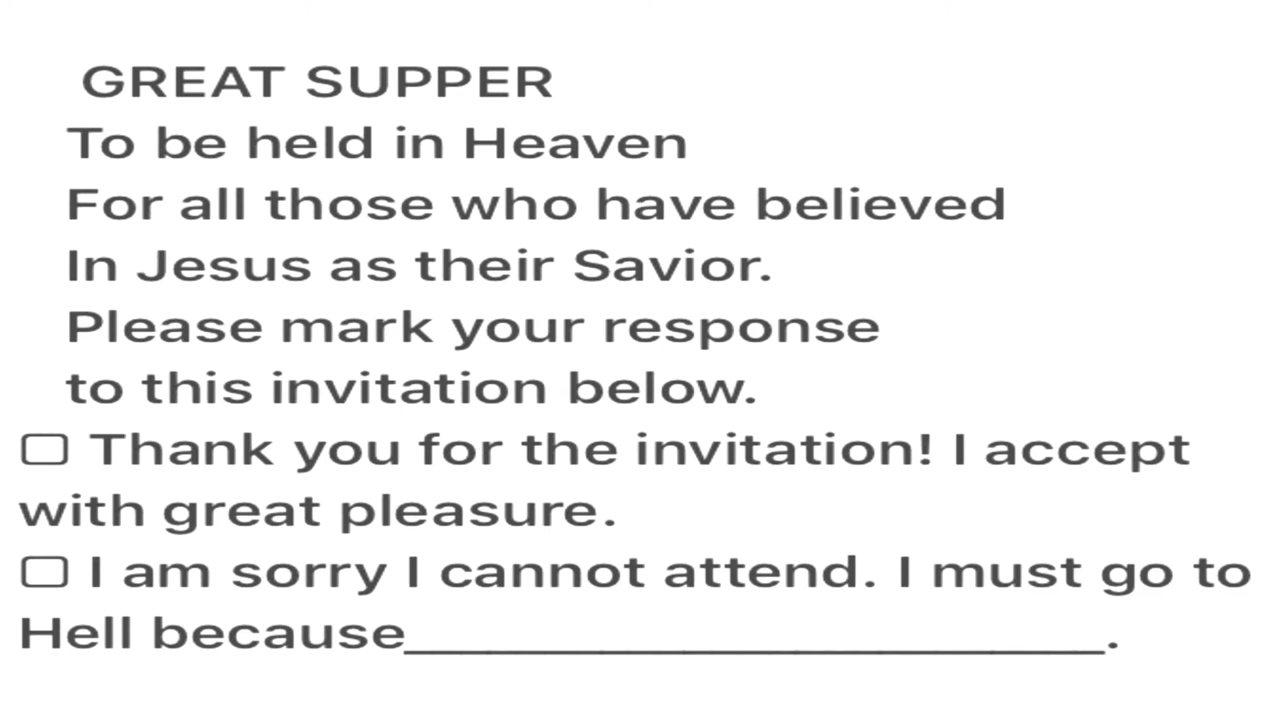 GREAT SUPPER
To be held in Heaven
For all those who have believed
In Jesus as their Savior.
Please mark your response
to this invitation below.
▢ Thank you for the invitation! I accept
with great pleasure.
▢ I am sorry I cannot attend. I must go to
Hell because_________________________.